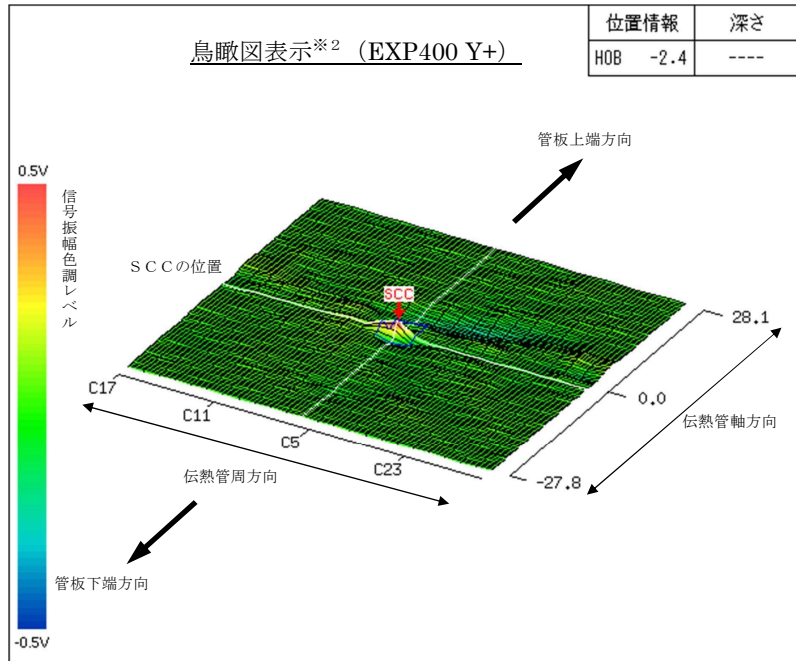 鳥瞰図表示※2 (EXP400 Y+)
位置情報 深さ
HOB -2.4 ----
管板上端方向
0.5V
信号振幅色調レベル
SCCの位置
SCC
28.1
0.0
伝熱管軸方向
-27.8
C17
C11
C5
C23
伝熱管周方向
管板下端方向
-0.5V